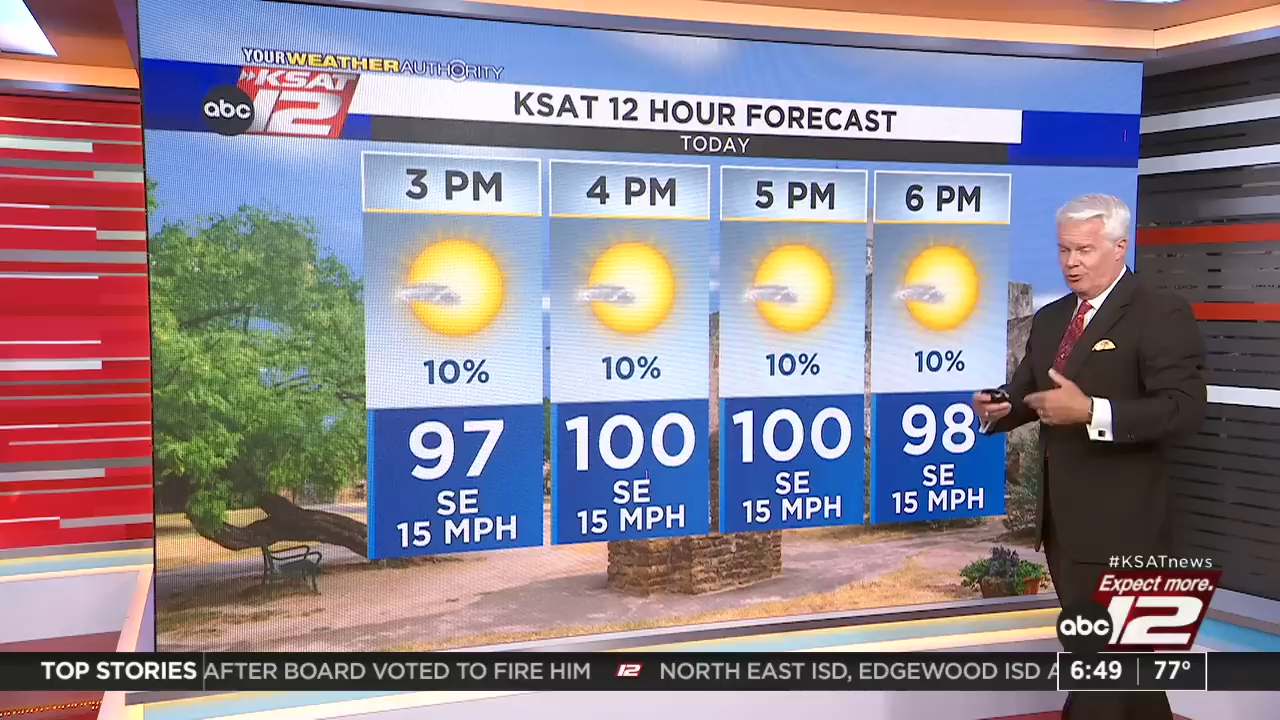 YOUR WEATHER AUTHORITY
KSAT
abc 12
KSAT 12 HOUR FORECAST
TODAY
3 PM 4 PM 5 PM 6 PM
10% 10% 10% 10%
97 100 100 98
SE SE SE SE
15 MPH 15 MPH 15 MPH 15 MPH
#KSATnews
Expect more.
abc 12
TOP STORIES AFTER BOARD VOTED TO FIRE HIM 12 NORTH EAST ISD, EDGEWOOD ISD A 6:49 77°